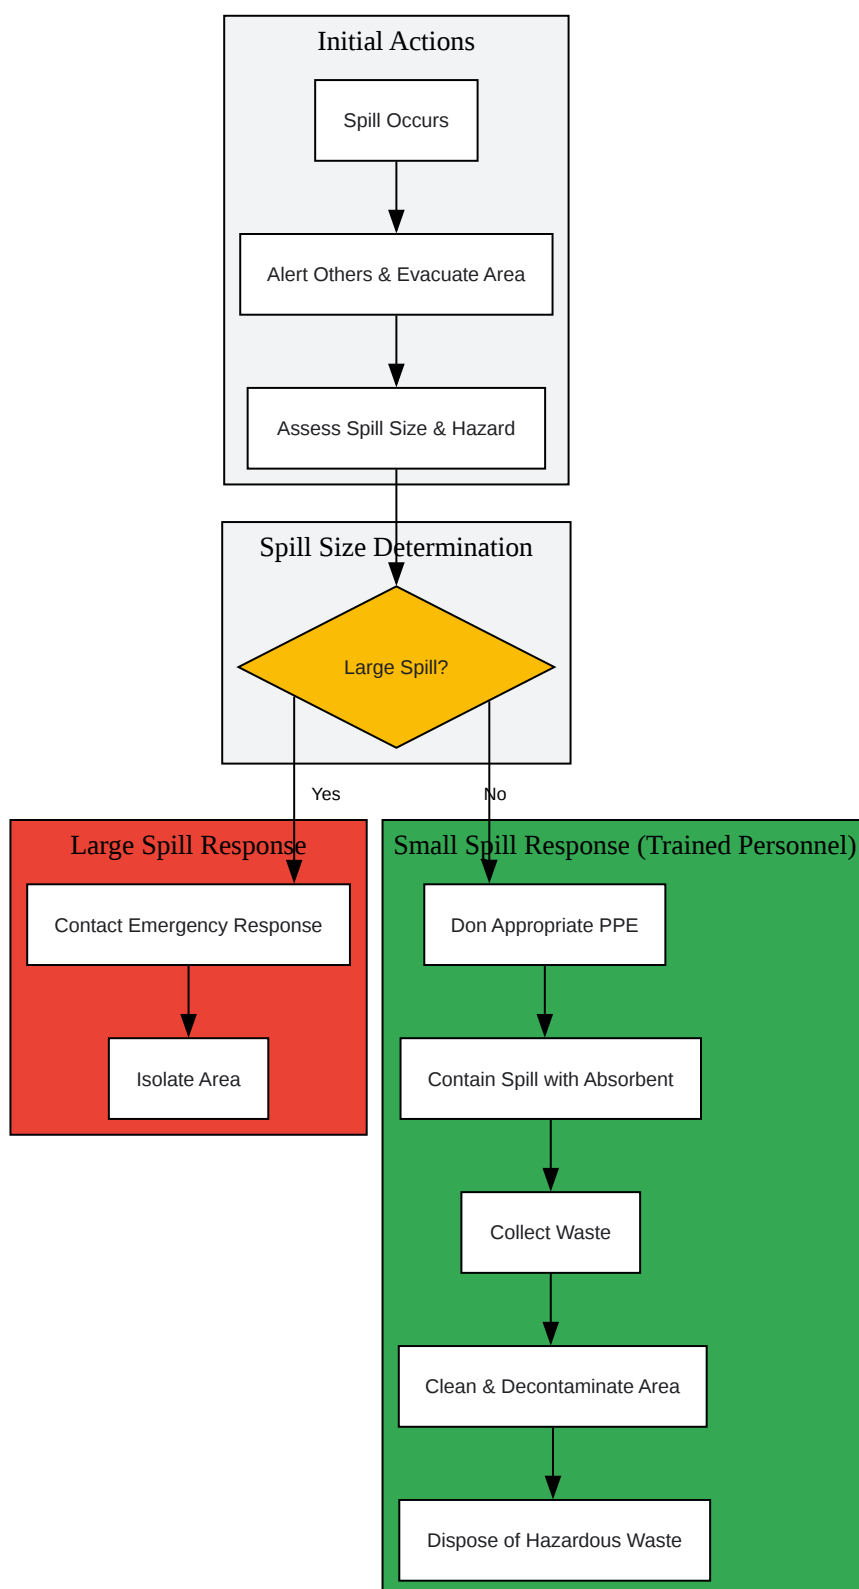 Initial Actions
Spill Occurs
Alert Others & Evacuate Area
Assess Spill Size & Hazard
Spill Size Determination
Large Spill?
Yes
No
Large Spill Response
Contact Emergency Response
Isolate Area
Small Spill Response (Trained Personnel)
Don Appropriate PPE
Contain Spill with Absorbent
Collect Waste
Clean & Decontaminate Area
Dispose of Hazardous Waste